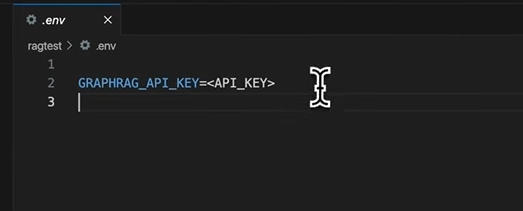 .env
ragtest > .env
1
2 GRAPHRAG_API_KEY=<API_KEY>
3